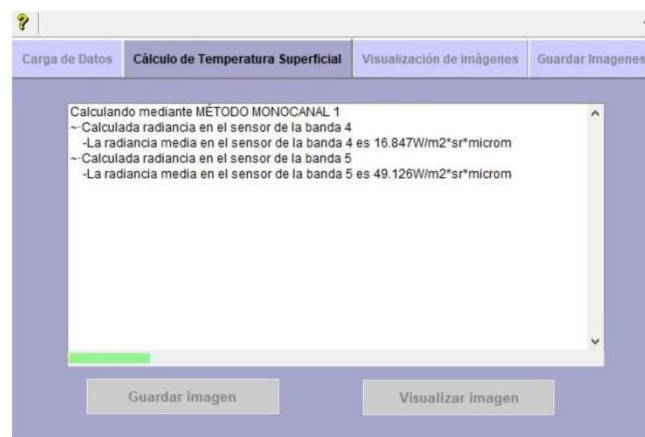 ?
Carga de Datos Cálculo de Temperatura Superficial Visualización de imágenes Guardar Imagenes
Calculando mediante MÉTODO MONOCANAL 1
~-Calculada radiancia en el sensor de la banda 4
-La radiancia media en el sensor de la banda 4 es 16.847W/m2*sr*microm
~-Calculada radiancia en el sensor de la banda 5
-La radiancia media en el sensor de la banda 5 es 49.126W/m2*sr*microm
Guardar imagen Visualizar imagen